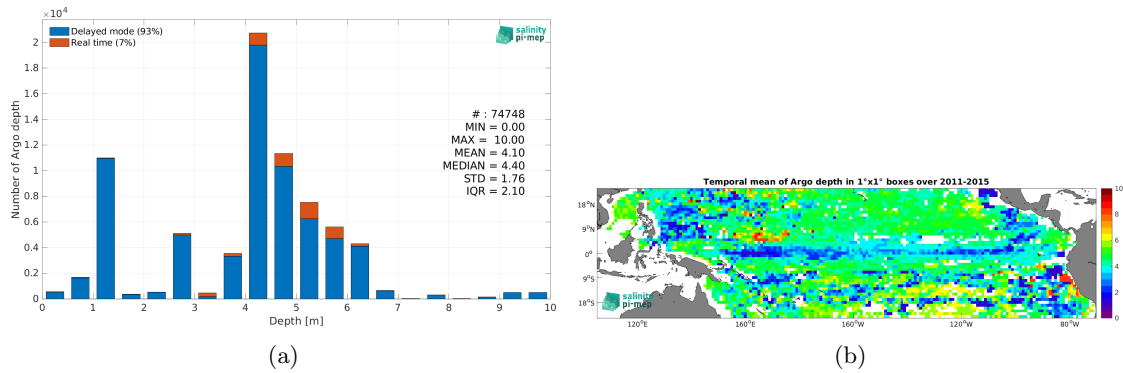 ×10⁴
Delayed mode (93%)
Real time (7%)
salinity
pi-mep
2
1.8
1.6
1.4
1.2
1
0.8
0.6
0.4
0.2
0
Number of Argo depth
# : 74748
MIN = 0.00
MAX = 10.00
MEAN = 4.10
MEDIAN = 4.40
STD = 1.76
IQR = 2.10
0 1 2 3 4 5 6 7 8 9 10
Depth [m]
(a)
Temporal mean of Argo depth in 1°x1° boxes over 2011-2015
18°N
9°N
0°
9°S
18°S
salinity
pi-mep
120°E 160°E 160°W 120°W 80°W
10
8
6
4
2
0
(b)